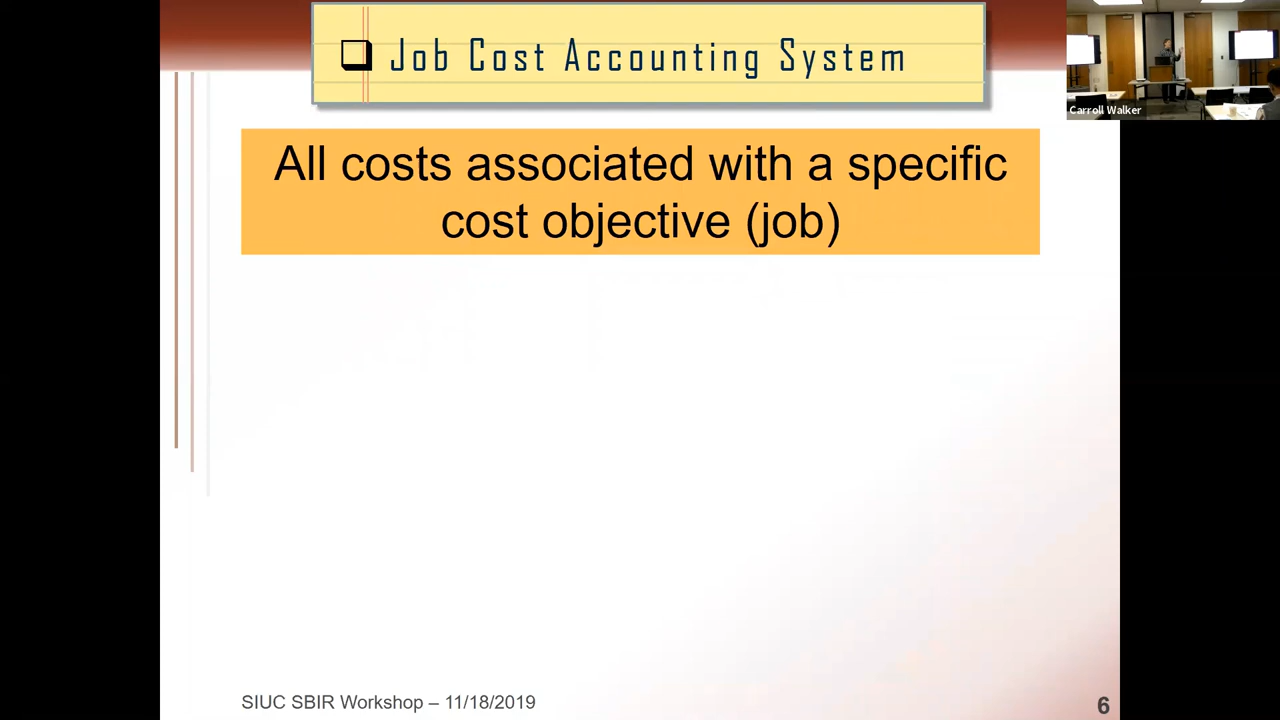 Job Cost Accounting System
Carroll Walker
All costs associated with a specific
cost objective (job)
SIUC SBIR Workshop – 11/18/2019
6